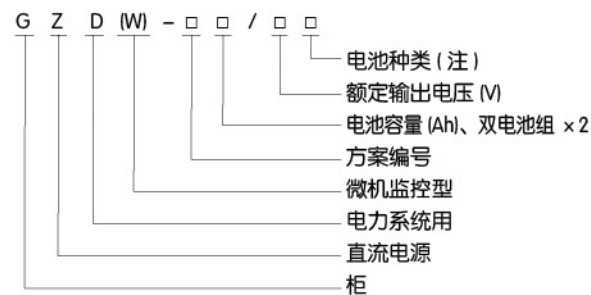 G Z D (W) - □ □ / □ □
电池种类(注)
额定输出电压(V)
电池容量(Ah)、双电池组 ×2
方案编号
微机监控型
电力系统用
直流电源
柜